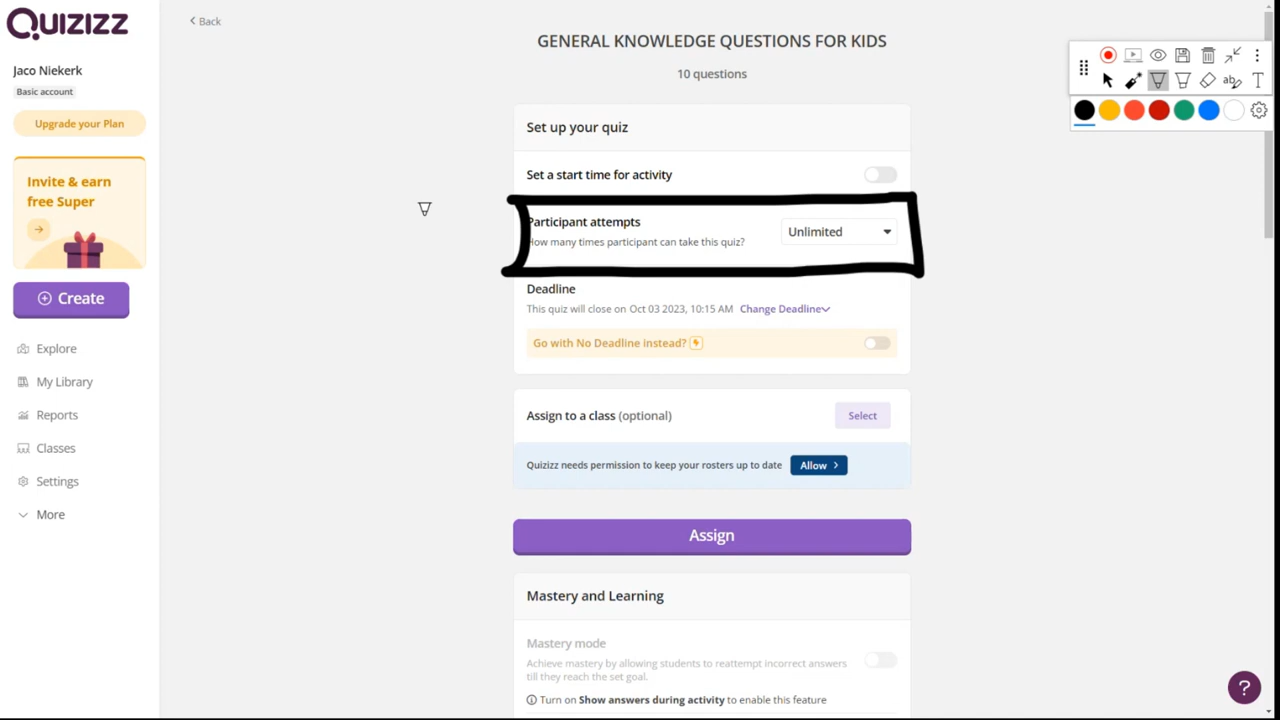 QUIZIZZ
Jaco Niekerk
Basic account
Upgrade your Plan
Invite & earn
free Super
Create
Explore
My Library
Reports
Classes
Settings
More
Back
GENERAL KNOWLEDGE QUESTIONS FOR KIDS
10 questions
Set up your quiz
Set a start time for activity
Participant attempts
How many times participant can take this quiz?
Unlimited
Deadline
This quiz will close on Oct 03 2023, 10:15 AM Change Deadline
Go with No Deadline instead?
Assign to a class (optional)
Select
Quizizz needs permission to keep your rosters up to date
Allow
Assign
Mastery and Learning
Mastery mode
Achieve mastery by allowing students to reattempt incorrect answers
till they reach the set goal.
Turn on Show answers during activity to enable this feature
ab
T
?